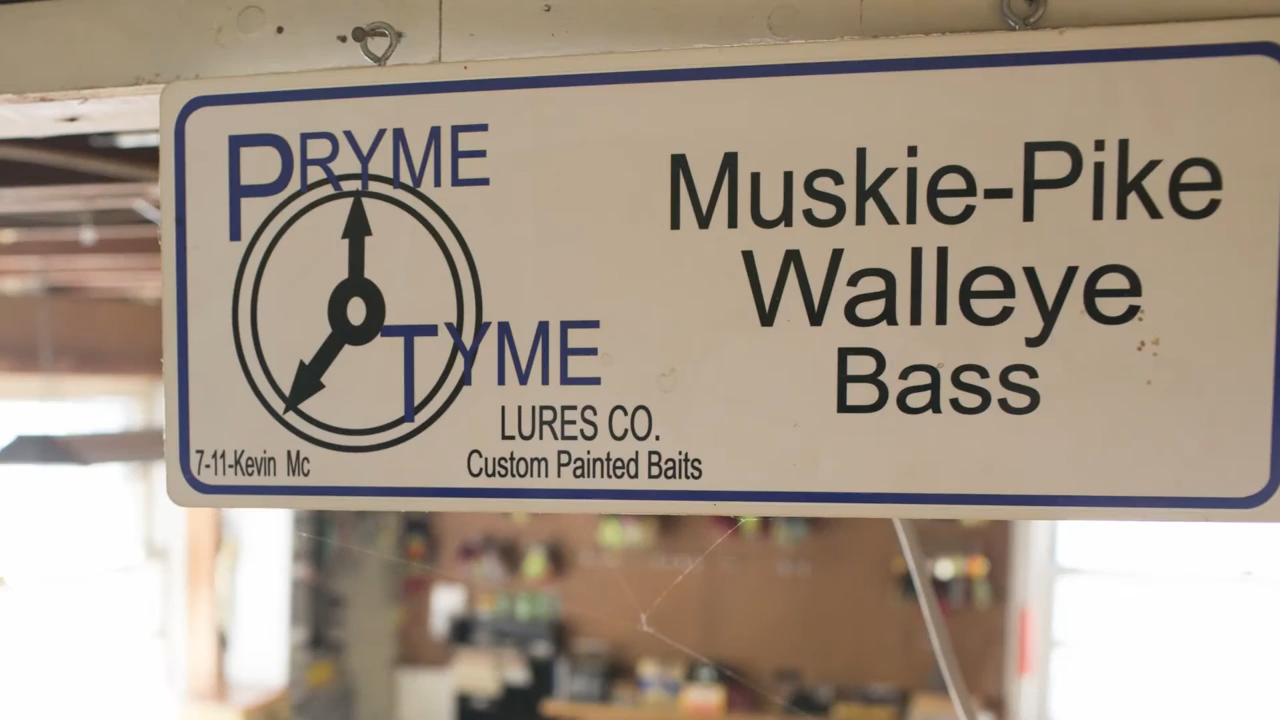 PRYME
TYME
LURES CO.
Custom Painted Baits
7-11-Kevin Mc
Muskie-Pike
Walleye
Bass